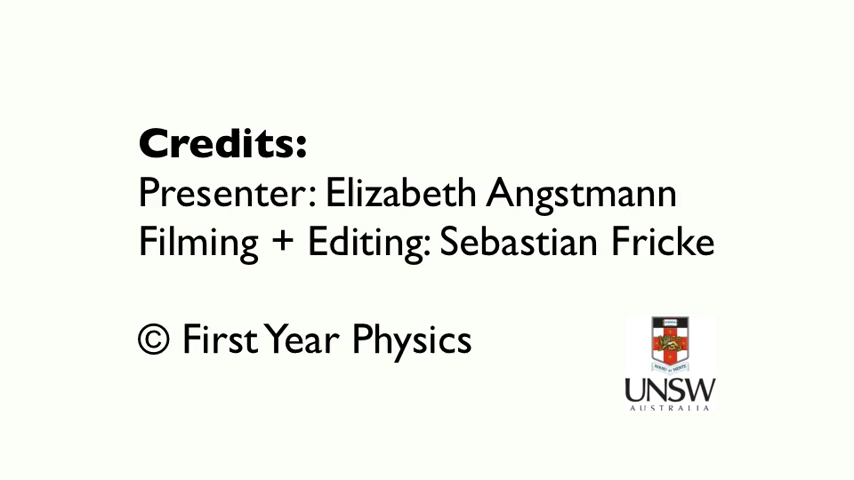 Credits:
Presenter: Elizabeth Angstmann
Filming + Editing: Sebastian Fricke
© First Year Physics
UNSW
AUSTRALIA